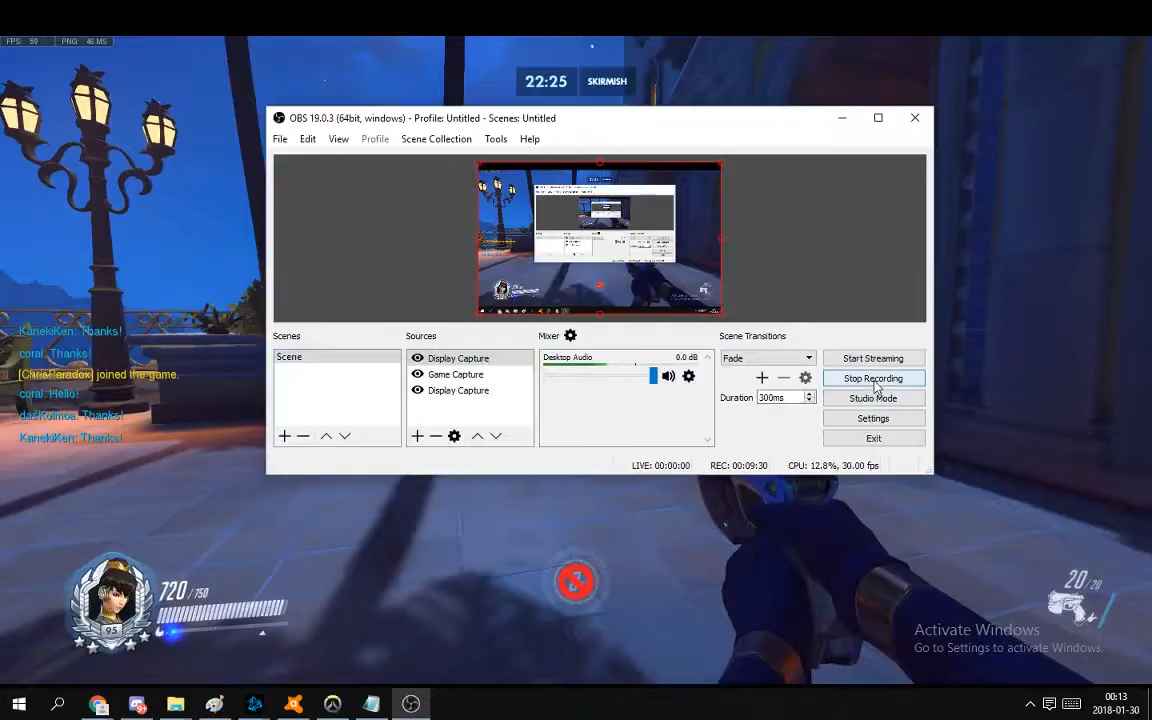 FPS: 59 PNG: 46 MS
22:25 SKIRMISH
OBS 19.0.3 (64bit, windows) - Profile: Untitled - Scenes: Untitled
File Edit View Profile Scene Collection Tools Help
Scenes Sources Mixer Scene Transitions
Scene
Display Capture
Game Capture
Display Capture
Desktop Audio 0.0 dB
Fade
Duration 300ms
Start Streaming
Stop Recording
Studio Mode
Settings
Exit
LIVE: 00:00:00 REC: 00:09:30 CPU: 12.8%, 30.00 fps
KanekiKen: Thanks!
coral: Thanks!
[ChrisParadox] joined the game.
coral: Hello!
dasKolmoa: Thanks!
KanekiKen: Thanks!
720 / 750
95
20/20
Activate Windows
Go to Settings to activate Windows.
00:13
2018-01-30